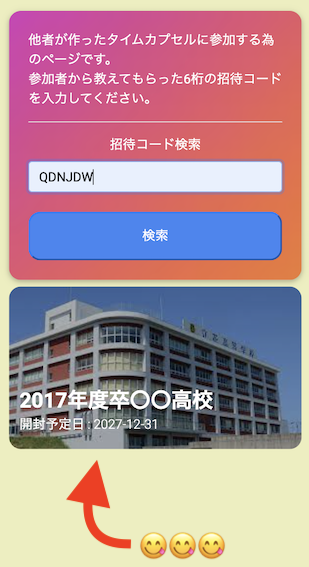 他者が作ったタイムカプセルに参加する為
のページです。
参加者から教えてもらった6桁の招待コード
を入力してください。
招待コード検索
QDNJDW
検索
2017年度卒〇〇高校
開封予定日 : 2027-12-31